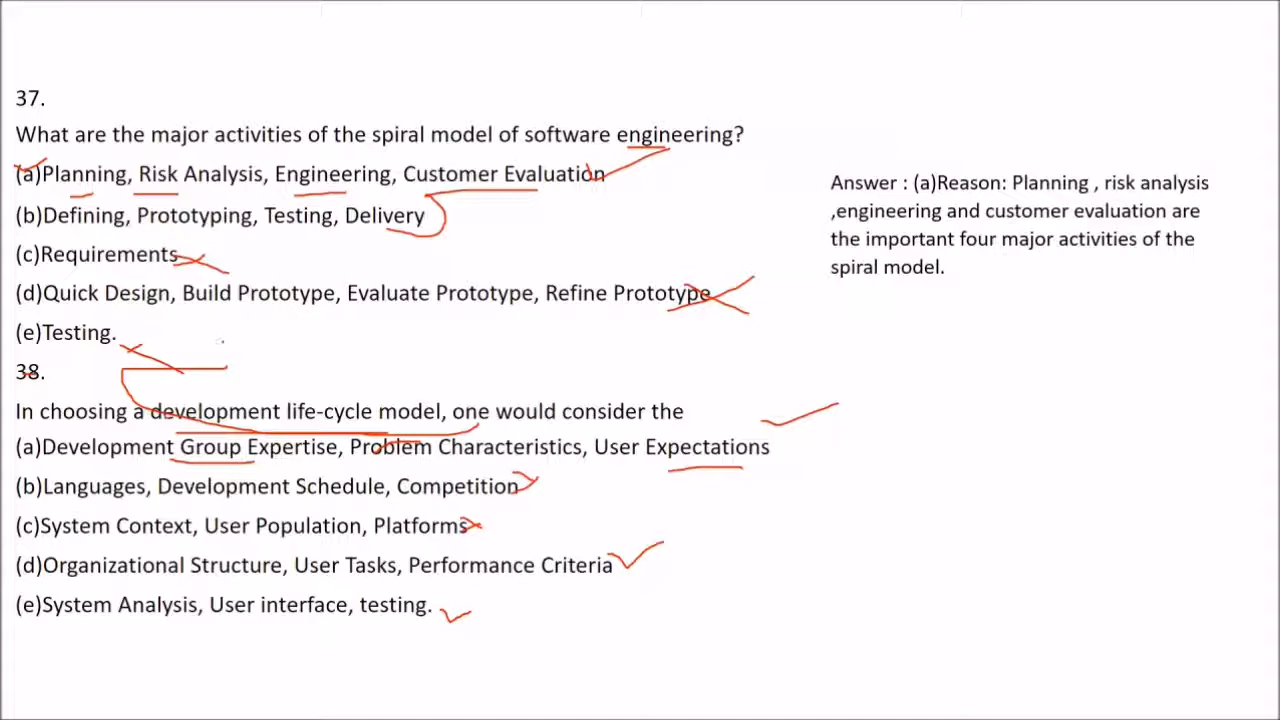 37.
What are the major activities of the spiral model of software engineering?
(a)Planning, Risk Analysis, Engineering, Customer Evaluation
(b)Defining, Prototyping, Testing, Delivery
(c)Requirements
(d)Quick Design, Build Prototype, Evaluate Prototype, Refine Prototype
(e)Testing.
38.
In choosing a development life-cycle model, one would consider the
(a)Development Group Expertise, Problem Characteristics, User Expectations
(b)Languages, Development Schedule, Competition
(c)System Context, User Population, Platforms
(d)Organizational Structure, User Tasks, Performance Criteria
(e)System Analysis, User interface, testing.
Answer : (a)Reason: Planning , risk analysis
,engineering and customer evaluation are
the important four major activities of the
spiral model.